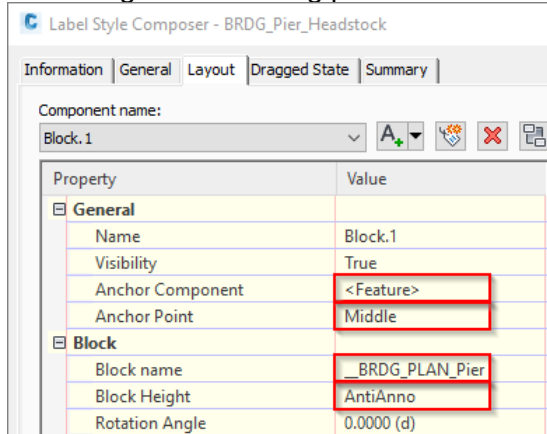 Label Style Composer - BRDG_Pier_Headstock
Information General Layout Dragged State Summary
Component name:
Block.1
Property Value
General
Name Block.1
Visibility True
Anchor Component <Feature>
Anchor Point Middle
Block
Block name __BRDG_PLAN_Pier
Block Height AntiAnno
Rotation Angle 0.0000 (d)